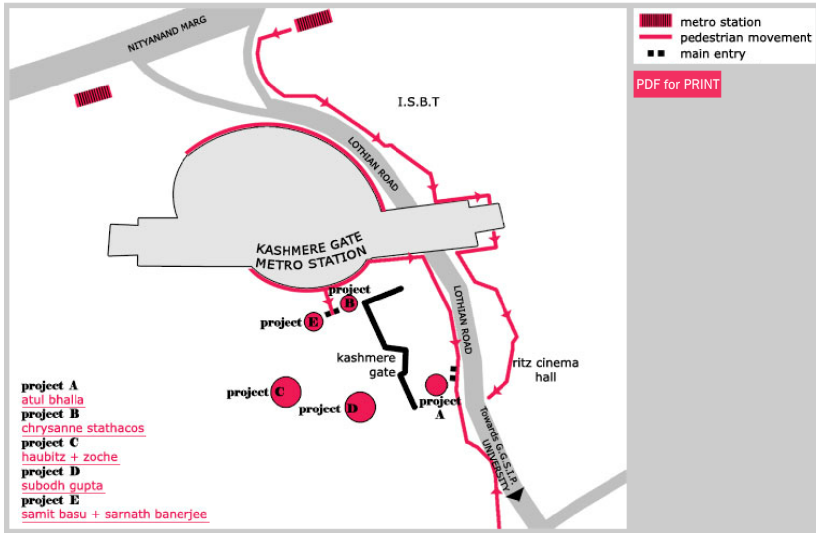 NITYANAND MARG
metro station
pedestrian movement
main entry
PDF for PRINT
I.S.B.T
LOTHIAN ROAD
KASHMERE GATE
METRO STATION
project
B
project E
LOTHIAN ROAD
kashmere
gate
ritz cinema
hall
project C
project D
project
A
Towards G.G.S.I.P.
UNIVERSITY
project A
atul bhalla
project B
chrysanne stathacos
project C
haubitz + zoche
project D
subodh gupta
project E
samit basu + sarnath banerjee